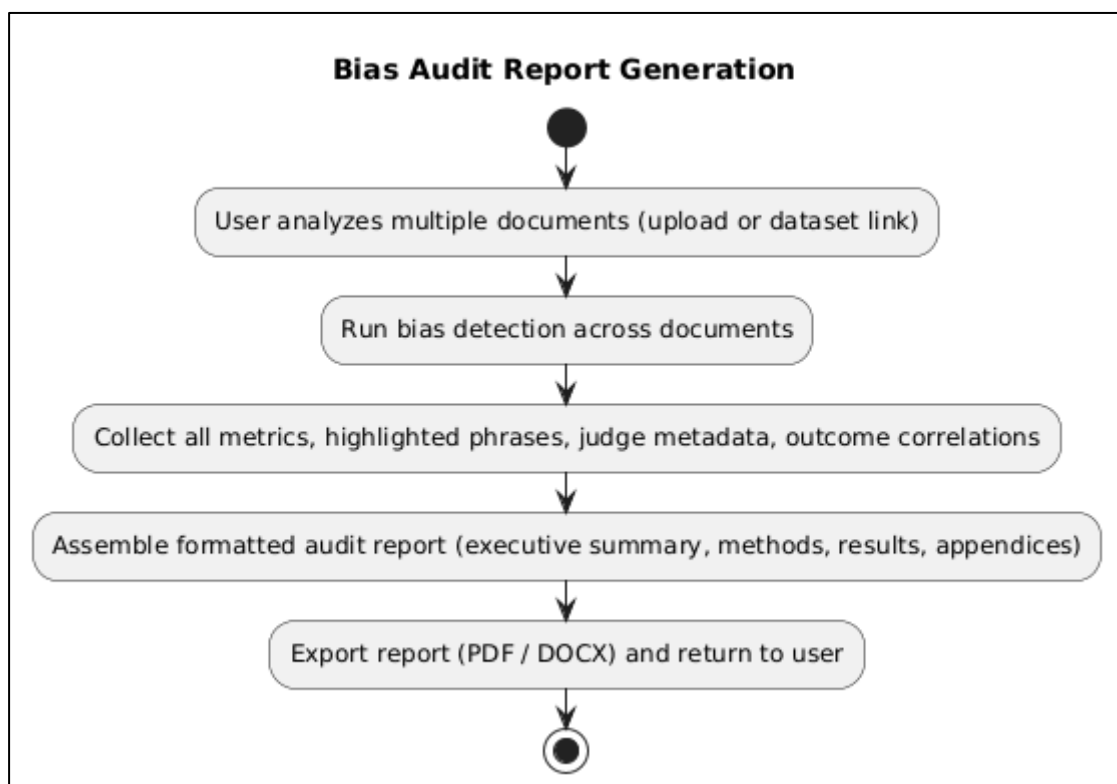 Bias Audit Report Generation
User analyzes multiple documents (upload or dataset link)
Run bias detection across documents
Collect all metrics, highlighted phrases, judge metadata, outcome correlations
Assemble formatted audit report (executive summary, methods, results, appendices)
Export report (PDF / DOCX) and return to user